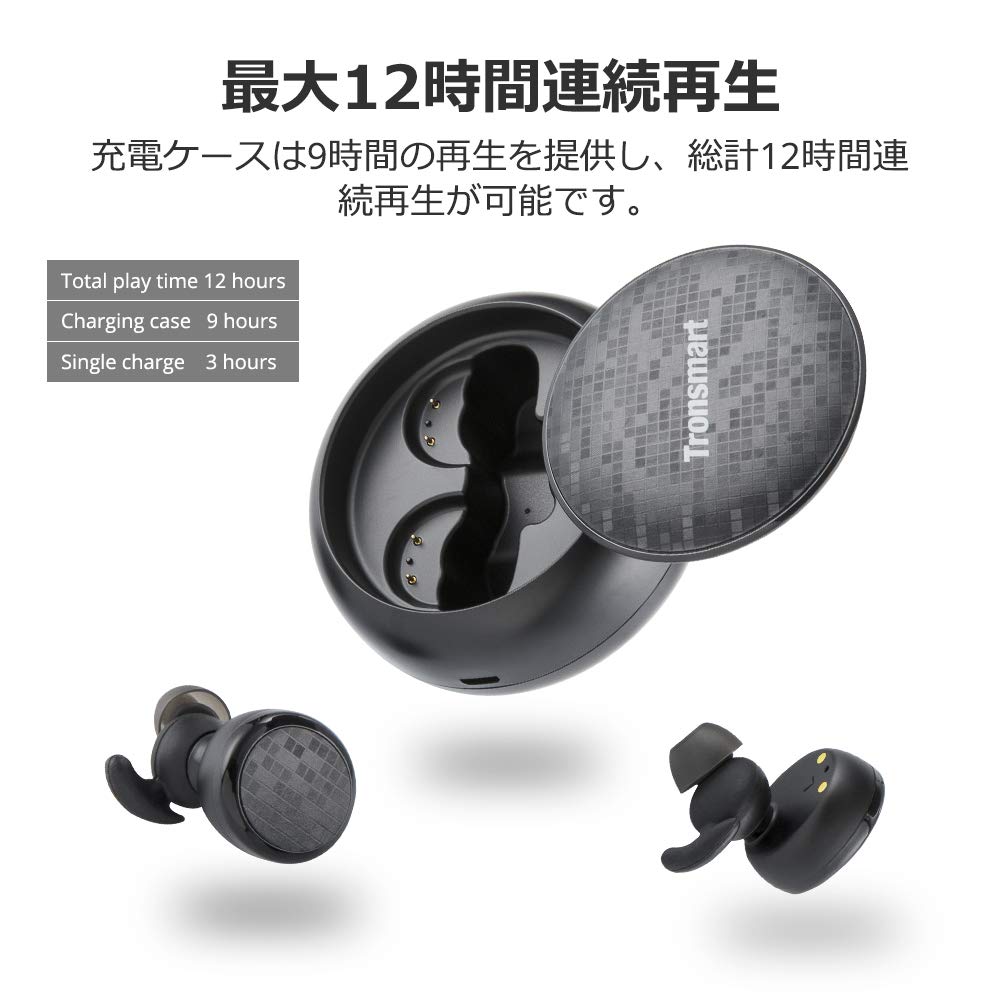 最大12時間連続再生
充電ケースは9時間の再生を提供し、総計12時間連
続再生が可能です。
Total play time 12 hours
Charging case 9 hours
Single charge 3 hours
Tronsmart